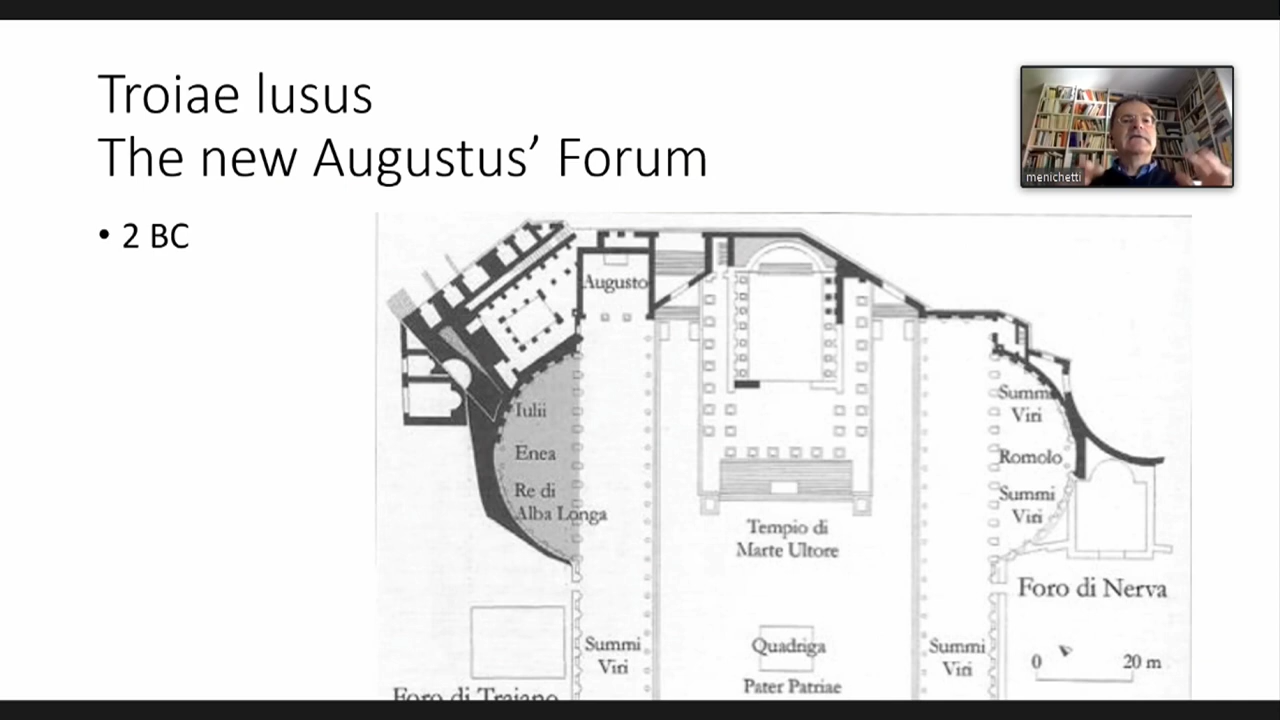 Troiae lusus
The new Augustus’ Forum
menichetti
• 2 BC
Augusto
Iulii
Enea
Re di
Alba Longa
Summi
Viri
Romolo
Summi
Viri
Tempio di
Marte Ultore
Foro di Nerva
Summi
Viri
Quadriga
Pater Patriae
Summi
Viri
0 20 m
Foro di Traiano